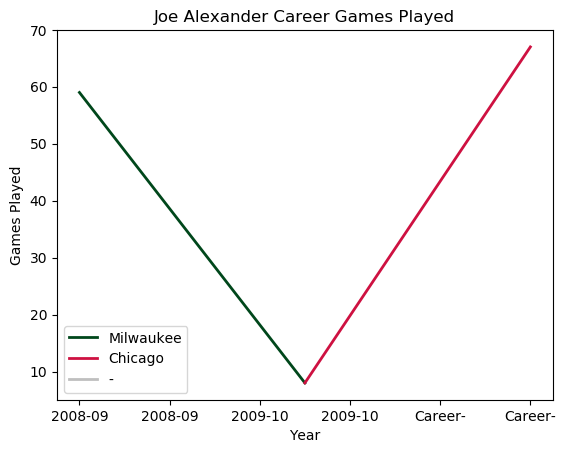 Joe Alexander Career Games Played
Games Played
70
60
50
40
30
20
10
Milwaukee
Chicago
-
2008-09 2008-09 2009-10 2009-10 Career- Career-
Year